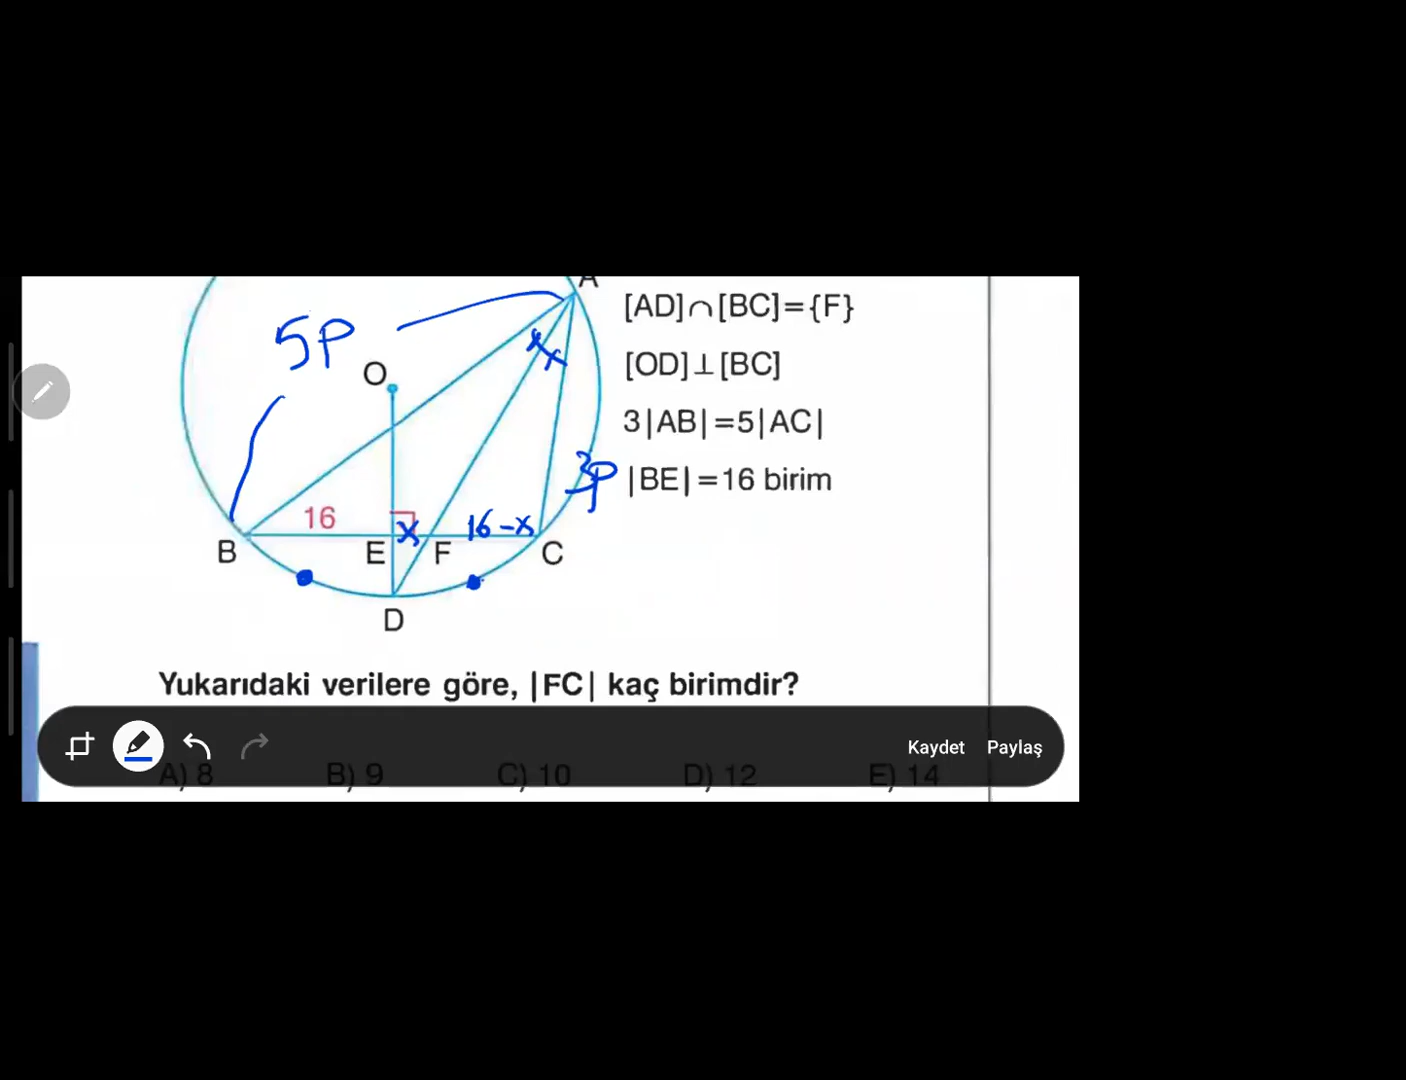 A
[AD]∩[BC]={F}
5P
[OD]⊥[BC]
O
x x
3|AB|=5|AC|
3P
|BE|=16 birim
16
x
16-x
B
E
F
C
D
Yukarıdaki verilere göre, |FC| kaç birimdir?
Kaydet
Paylaş
A) 8
B) 9
C) 10
D) 12
E) 14